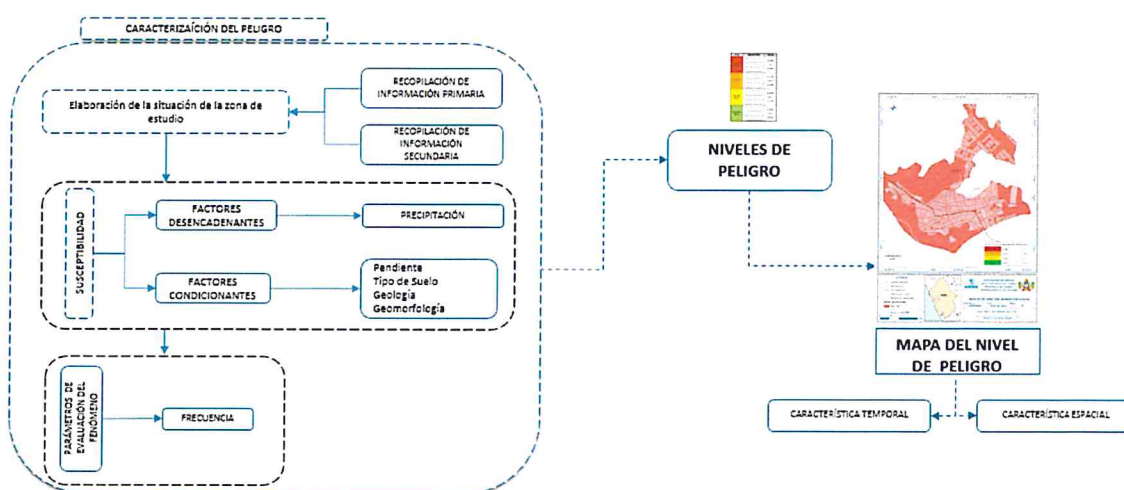 CARACTERIZAÍCIÓN DEL PELIGRO
Elaboración de la situación de la zona de
estudio
RECOPILACIÓN DE
INFORMACIÓN PRIMARIA
RECOPILACIÓN DE
INFORMACIÓN
SECUNDARIA
SUSCEPTIBILIDAD
FACTORES
DESENCADENANTES
PRECIPITACIÓN
FACTORES
CONDICIONANTES
Pendiente
Tipo de Suelo
Geología
Geomorfología
PARÁMETROS DE
EVALUACIÓN DEL
FENÓMENO
FRECUENCIA
NIVELES DE
PELIGRO
MAPA DEL NIVEL
DE PELIGRO
CARACTERÍSTICA TEMPORAL
CARACTERÍSTICA ESPACIAL